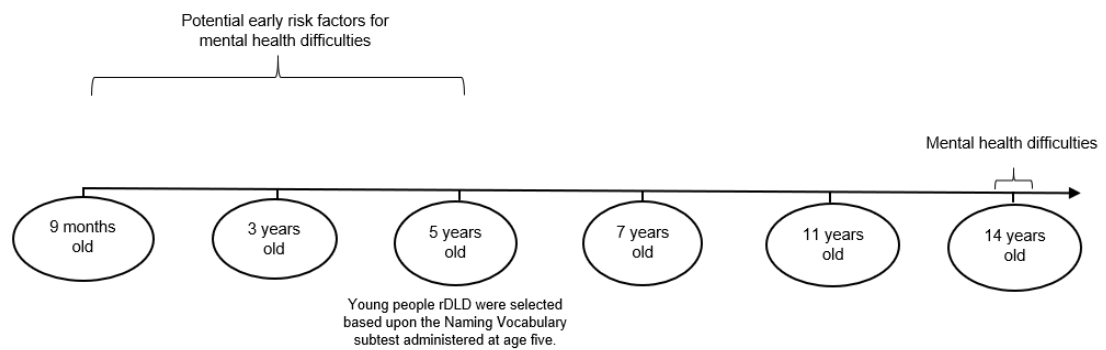 Potential early risk factors for
mental health difficulties
Mental health difficulties
9 months
old
3 years
old
5 years
old
7 years
old
11 years
old
14 years
old
Young people rDLD were selected
based upon the Naming Vocabulary
subtest administered at age five.